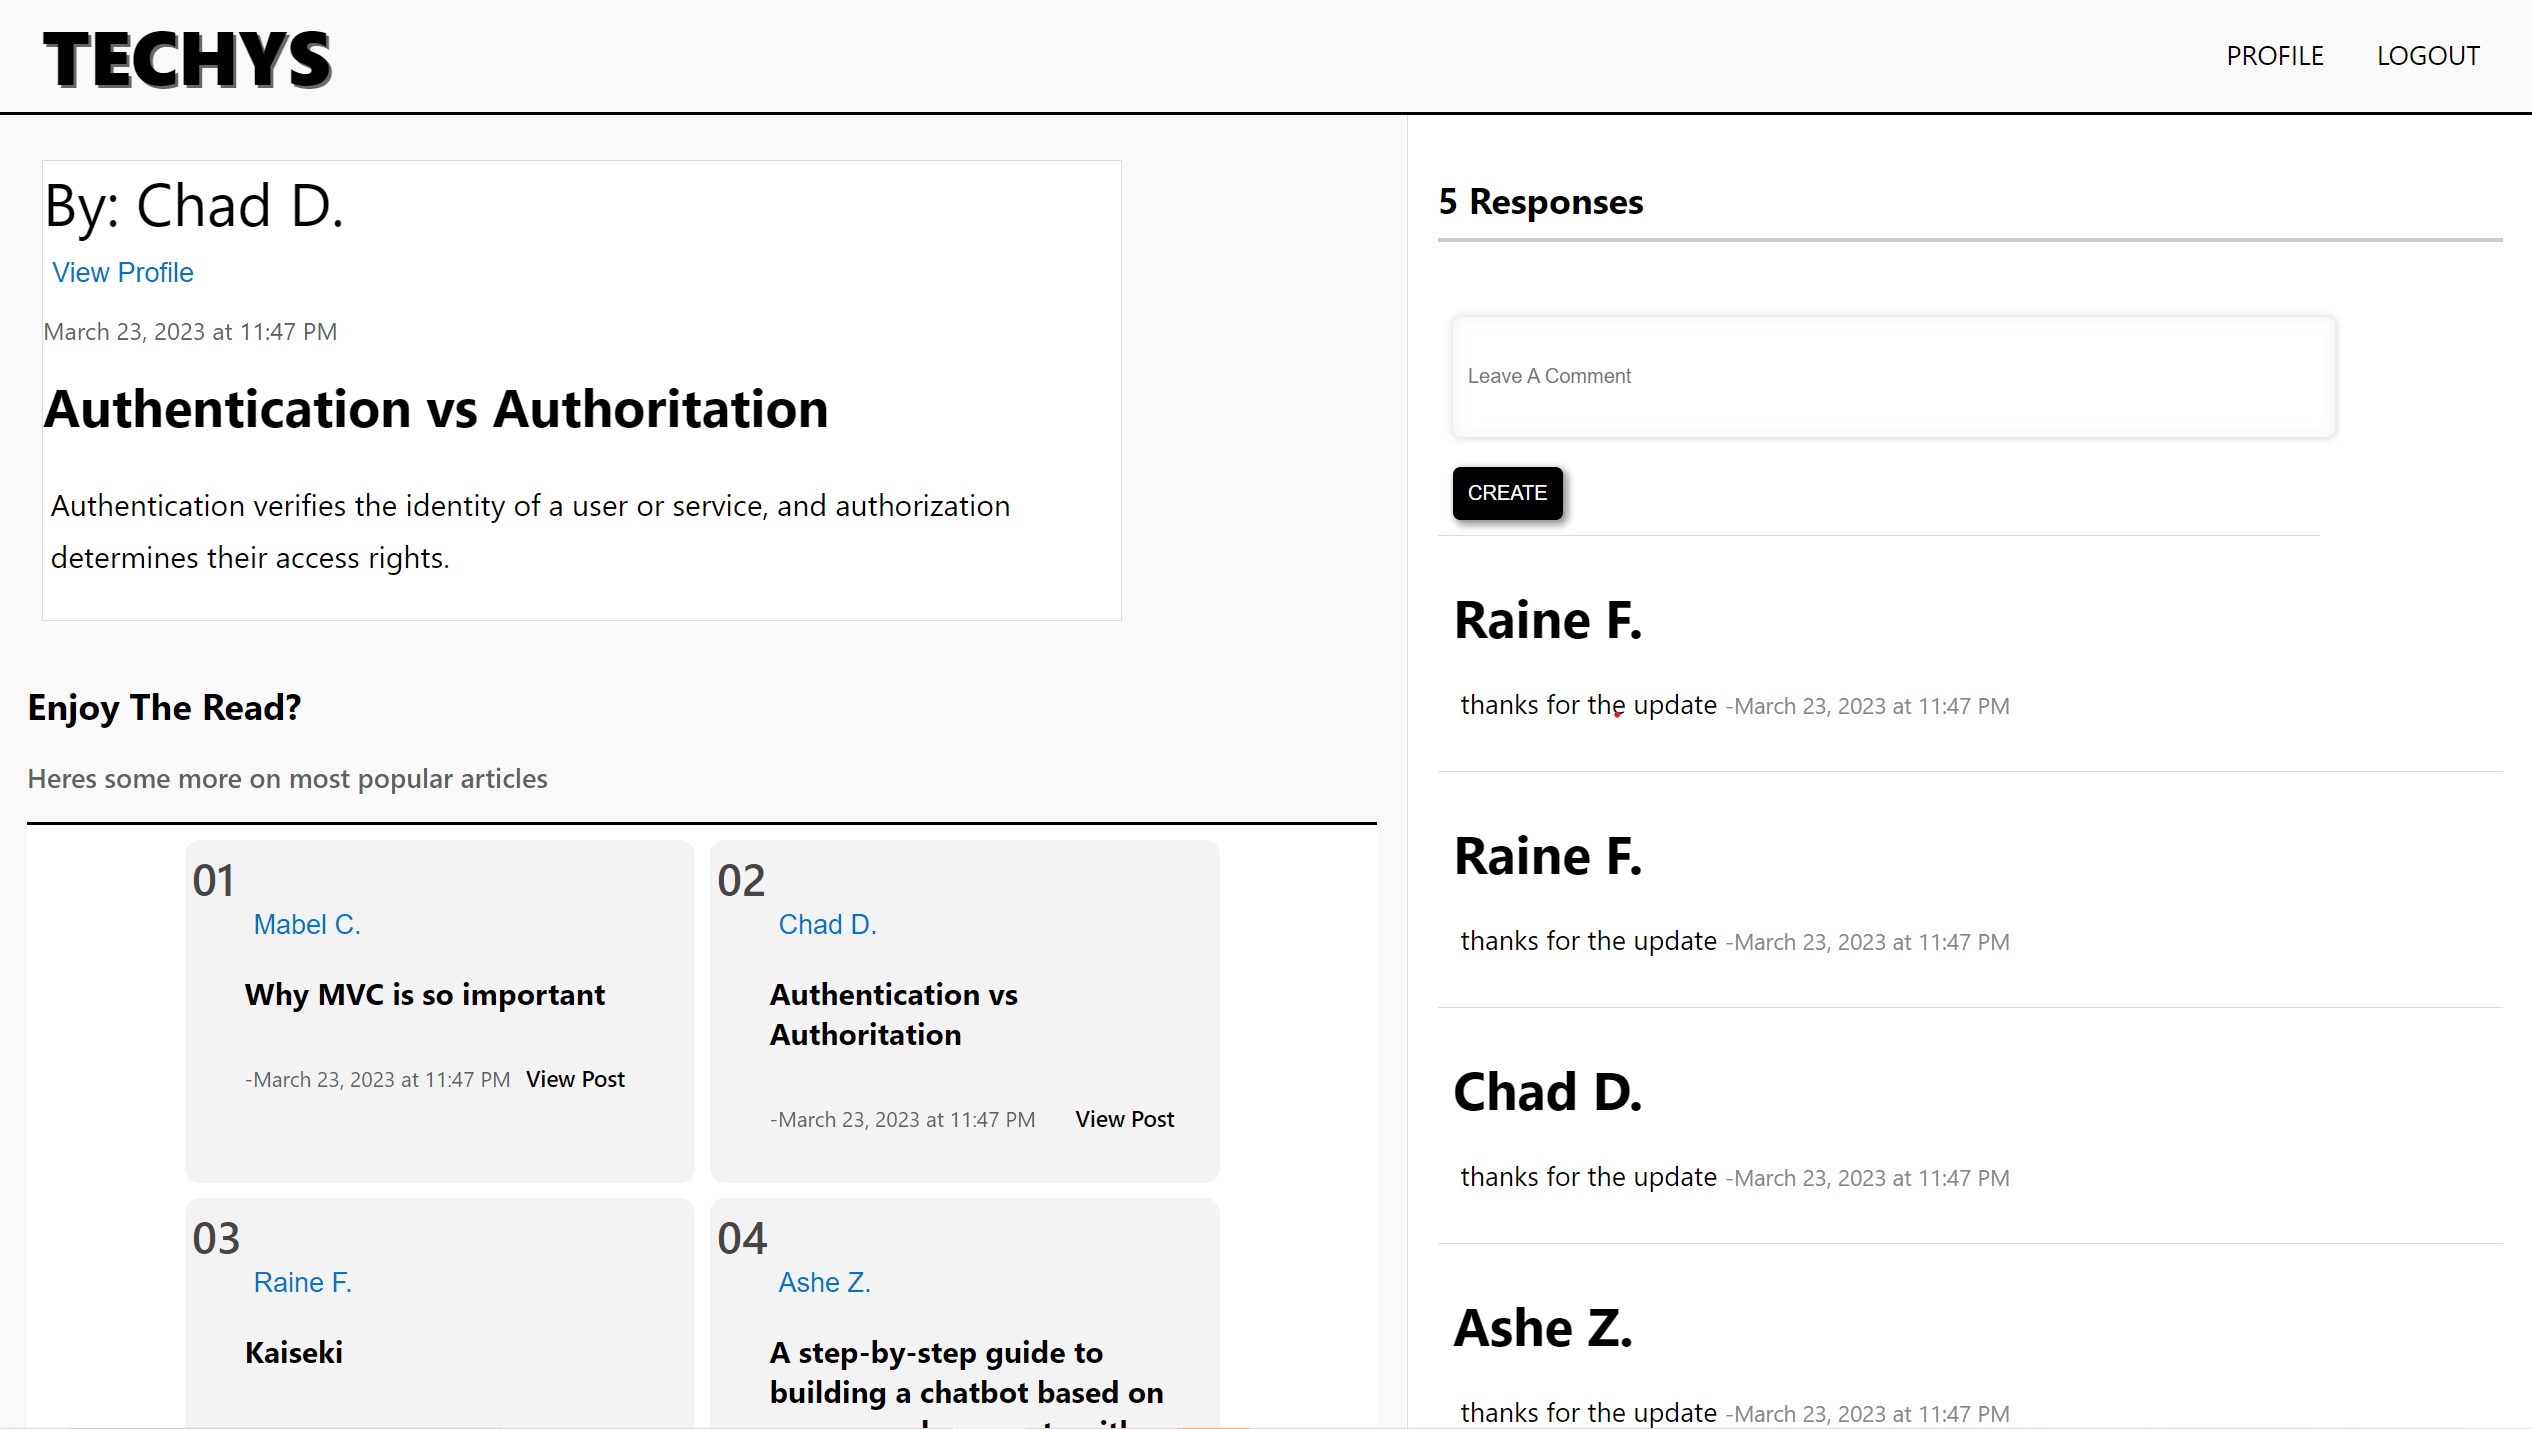 TECHYS
PROFILE
LOGOUT
By: Chad D.
View Profile
March 23, 2023 at 11:47 PM
Authentication vs Authoritation
Authentication verifies the identity of a user or service, and authorization
determines their access rights.
Enjoy The Read?
Heres some more on most popular articles
01
Mabel C.
Why MVC is so important
-March 23, 2023 at 11:47 PM View Post
02
Chad D.
Authentication vs
Authoritation
-March 23, 2023 at 11:47 PM View Post
03
Raine F.
Kaiseki
04
Ashe Z.
A step-by-step guide to
building a chatbot based on
5 Responses
Leave A Comment
CREATE
Raine F.
thanks for the update -March 23, 2023 at 11:47 PM
Raine F.
thanks for the update -March 23, 2023 at 11:47 PM
Chad D.
thanks for the update -March 23, 2023 at 11:47 PM
Ashe Z.
thanks for the update -March 23, 2023 at 11:47 PM